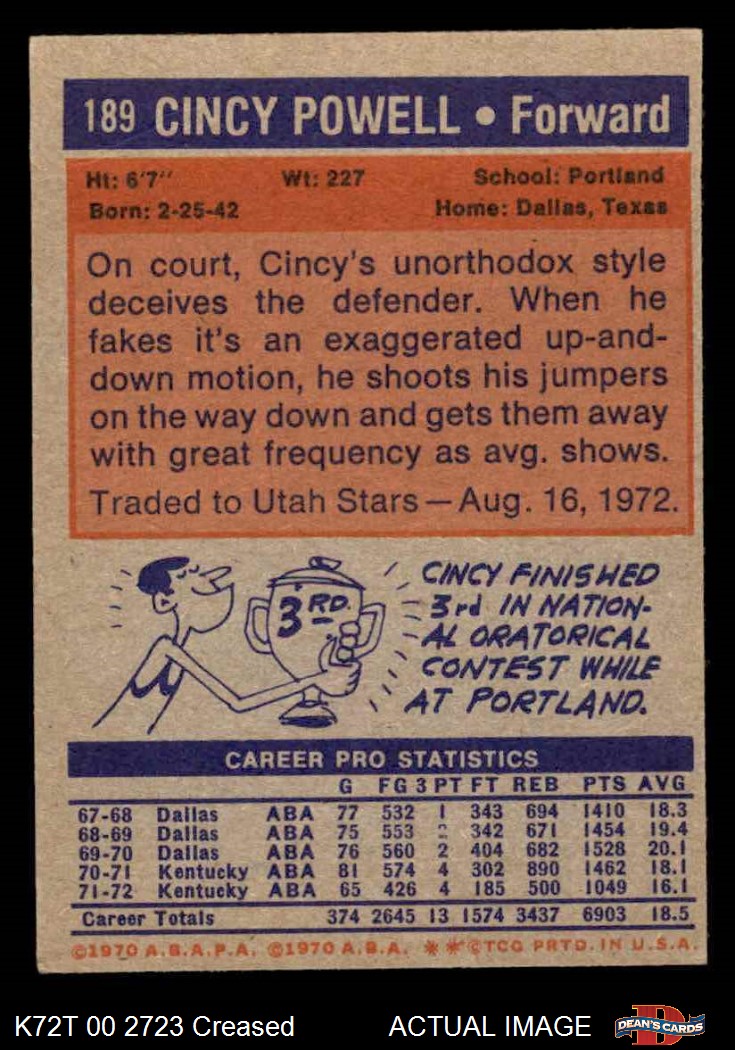 189 CINCY POWELL • Forward
Ht: 6'7" Wt: 227 School: Portland
Born: 2-25-42 Home: Dallas, Texas
On court, Cincy's unorthodox style
deceives the defender. When he
fakes it's an exaggerated up-and-
down motion, he shoots his jumpers
on the way down and gets them away
with great frequency as avg. shows.
Traded to Utah Stars — Aug. 16, 1972.
3RD.
CINCY FINISHED
3rd IN NATION-
AL ORATORICAL
CONTEST WHILE
AT PORTLAND.
CAREER PRO STATISTICS
G FG 3 PT FT REB PTS AVG
67-68 Dallas ABA 77 532 1 343 694 1410 18.3
68-69 Dallas ABA 75 553 342 671 1454 19.4
69-70 Dallas ABA 76 560 2 404 682 1528 20.1
70-71 Kentucky ABA 81 574 4 302 890 1462 18.1
71-72 Kentucky ABA 65 426 4 185 500 1049 16.1
Career Totals 374 2645 13 1574 3437 6903 18.5
©1970 A.B.A.P.A. ©1970 A.B.A. ** ©TCG PRTD. IN U.S.A.
K72T 00 2723 Creased ACTUAL IMAGE DEAN'S CARDS